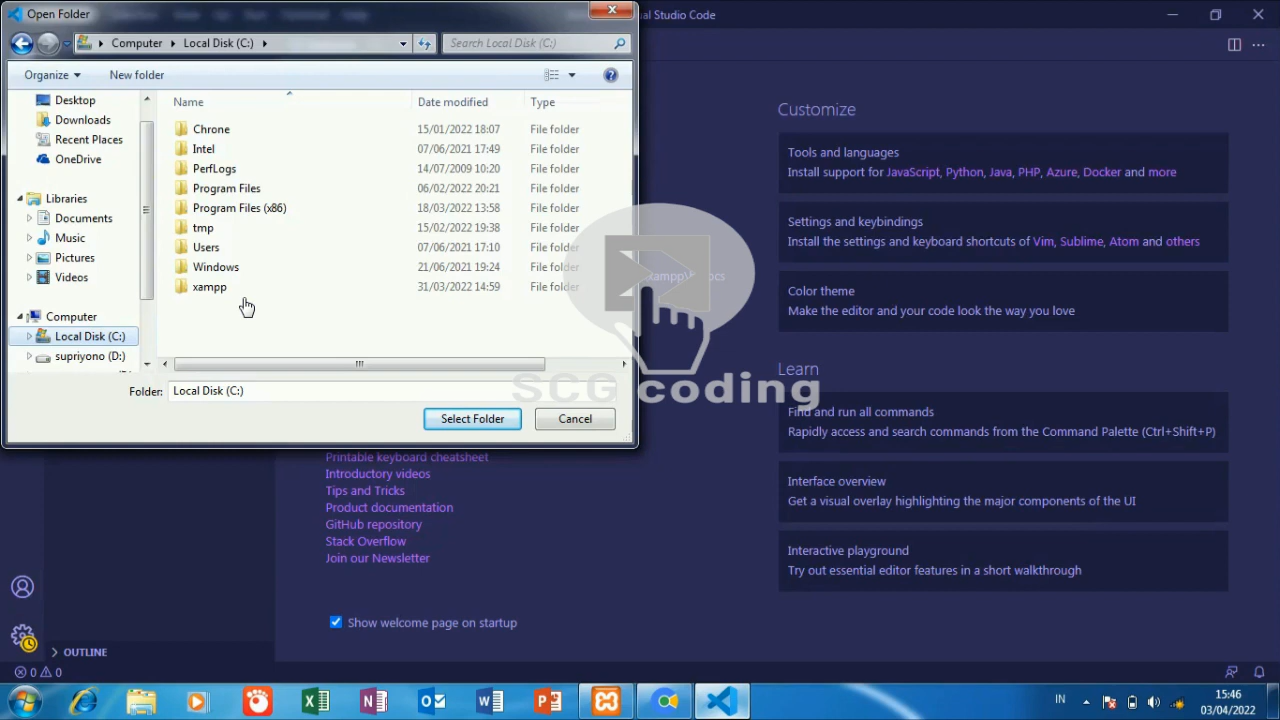 Open Folder
Visual Studio Code
Computer
Local Disk (C:)
Search Local Disk (C:)
Organize
New folder
Desktop
Downloads
Recent Places
OneDrive
Libraries
Documents
Music
Pictures
Videos
Computer
Local Disk (C:)
supriyono (D:)
Name Date modified Type
Chrone 15/01/2022 18:07 File folder
Intel 07/06/2021 17:49 File folder
PerfLogs 14/07/2009 10:20 File folder
Program Files 06/02/2022 20:21 File folder
Program Files (x86) 18/03/2022 13:58 File folder
tmp 15/02/2022 19:38 File folder
Users 07/06/2021 17:10 File folder
Windows 21/06/2021 19:24 File folder
xampp 31/03/2022 14:59 File folder
Folder: Local Disk (C:)
Select Folder
Cancel
SCG coding
Printable keyboard cheatsheet
Introductory videos
Tips and Tricks
Product documentation
GitHub repository
Stack Overflow
Join our Newsletter
Show welcome page on startup
Customize
Tools and languages
Install support for JavaScript, Python, Java, PHP, Azure, Docker and more
Settings and keybindings
Install the settings and keyboard shortcuts of Vim, Sublime, Atom and others
Color theme
Make the editor and your code look the way you love
Learn
Find and run all commands
Rapidly access and search commands from the Command Palette (Ctrl+Shift+P)
Interface overview
Get a visual overlay highlighting the major components of the UI
Interactive playground
Try out essential editor features in a short walkthrough
OUTLINE
0 0
IN
15:46
03/04/2022